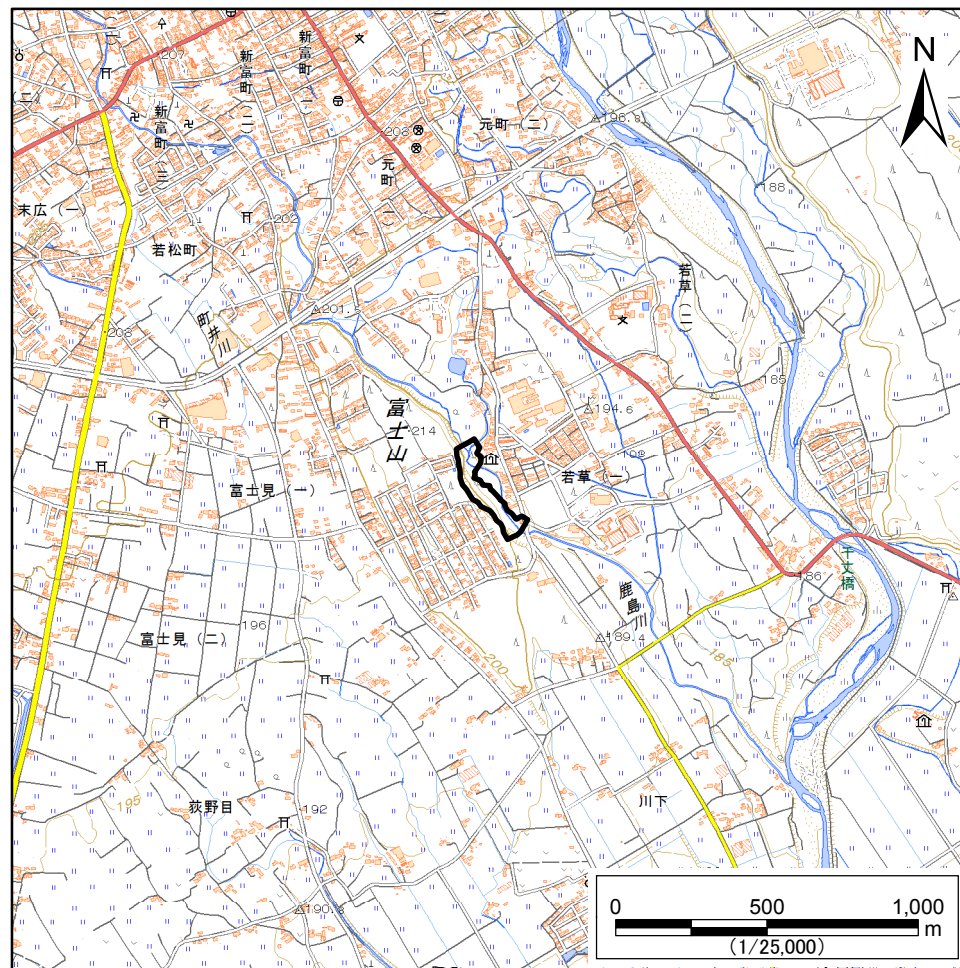 N
207
新富町(二)
新富町(一)
新富町(三)
203
元町(二)
196.3
元町(一)
188
末広(一)
202
若松町
若草(二)
201.5
町井川
208
185
富士山
214
194.6
若草(一)
富士見(一)
千丈橋
186
鹿島川
196
189.4
富士見(二)
200
185
195
荻野目
192
川下
190.3
0 500 1,000
m
(1/25,000)